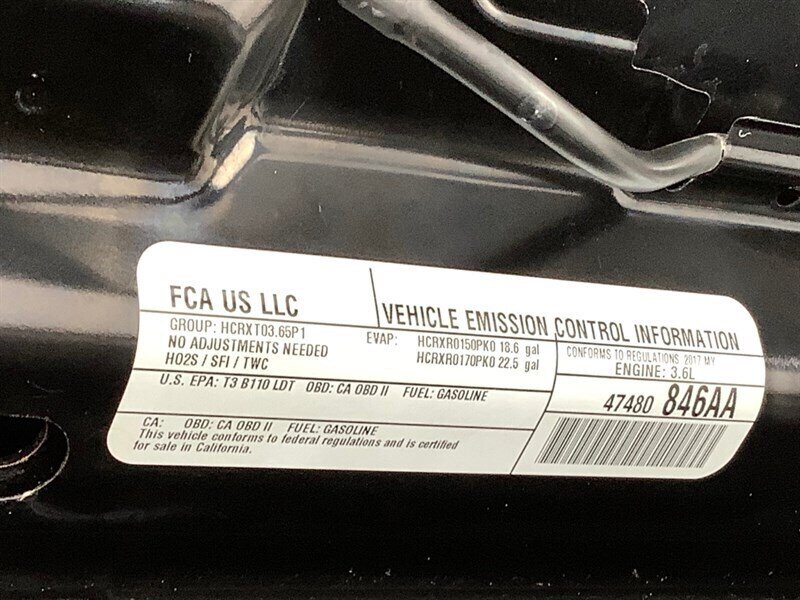 FCA US LLC
VEHICLE EMISSION CONTROL INFORMATION
GROUP: HCRXT03.65P1
NO ADJUSTMENTS NEEDED
HO2S / SFI / TWC
EVAP: HCRXR0150PK0 18.6 gal
HCRXR0170PK0 22.5 gal
CONFORMS TO REGULATIONS: 2017 MY
ENGINE: 3.6L
U.S. EPA: T3 B110 LDT OBD: CA OBD II FUEL: GASOLINE
47480 846AA
CA: OBD: CA OBD II FUEL: GASOLINE
This vehicle conforms to federal regulations and is certified
for sale in California.